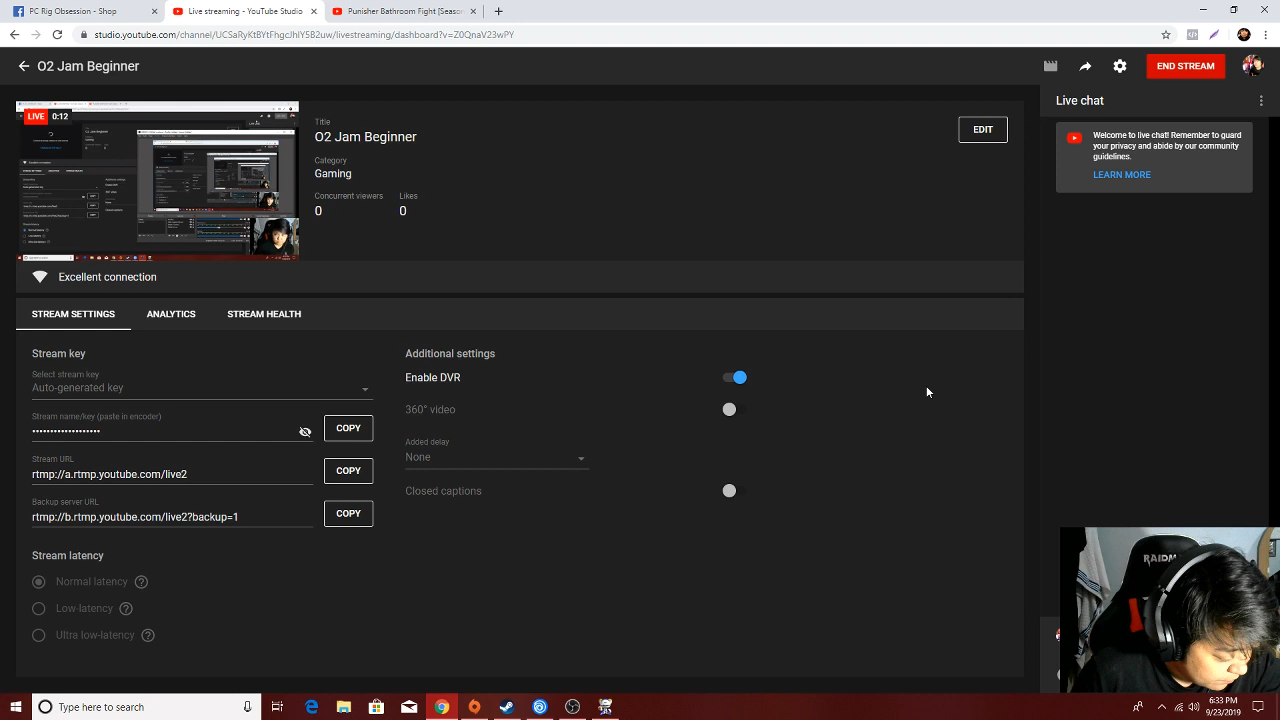 PC Rig Obsession - Shop
Live streaming - YouTube Studio
Punisher Bathroom Fight [Season
studio.youtube.com/channel/UCSaRyKtBYtFhgcJhIY5B2uw/livestreaming/dashboard?v=Z0QnaV23wPY
O2 Jam Beginner
END STREAM
LIVE 0:12
Title
O2 Jam Beginner
Category
Gaming
Concurrent viewers Likes
0 0
EDIT
Excellent connection
STREAM SETTINGS ANALYTICS STREAM HEALTH
Stream key
Select stream key
Auto-generated key
Stream name/key (paste in encoder)
•••••••••••••••••• COPY
Stream URL
rtmp://a.rtmp.youtube.com/live2 COPY
Backup server URL
rtmp://b.rtmp.youtube.com/live2?backup=1 COPY
Stream latency
Normal latency
Low-latency
Ultra low-latency
Additional settings
Enable DVR
360° video
Added delay
None
Closed captions
Live chat
Welcome to live chat! Remember to guard
your privacy and abide by our community
guidelines.
LEARN MORE
Type here to search
6:33 PM
9/23/2019